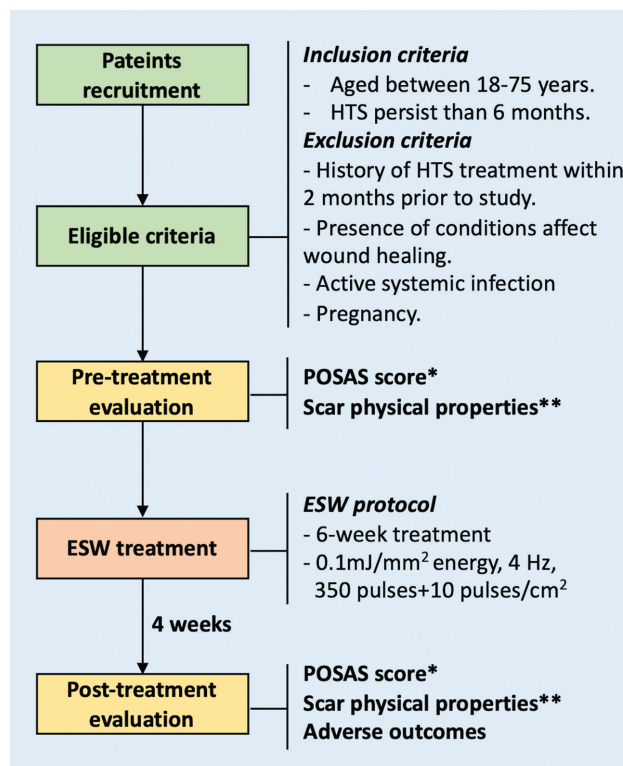 Pateints
recruitment
Inclusion criteria
- Aged between 18-75 years.
- HTS persist than 6 months.
Exclusion criteria
- History of HTS treatment within
2 months prior to study.
- Presence of conditions affect
wound healing.
- Active systemic infection
- Pregnancy.
Eligible criteria
Pre-treatment
evaluation
POSAS score*
Scar physical properties**
ESW treatment
ESW protocol
- 6-week treatment
- 0.1mJ/mm² energy, 4 Hz,
350 pulses+10 pulses/cm²
4 weeks
Post-treatment
evaluation
POSAS score*
Scar physical properties**
Adverse outcomes